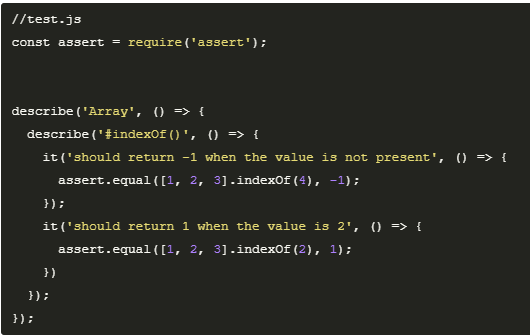 //test.js
const assert = require('assert');
describe('Array', () => {
  describe('#indexOf()', () => {
    it('should return -1 when the value is not present', () => {
      assert.equal([1, 2, 3].indexOf(4), -1);
    });
    it('should return 1 when the value is 2', () => {
      assert.equal([1, 2, 3].indexOf(2), 1);
    })
  });
});